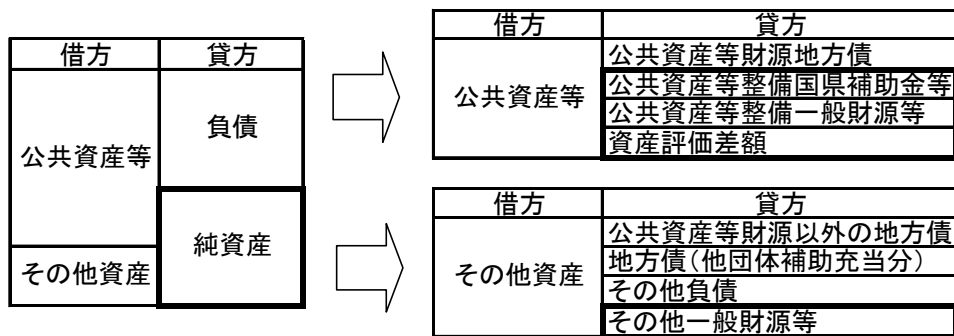 借方 貸方
公共資産等 負債
純資産
その他資産
借方 貸方
公共資産等 公共資産等財源地方債
公共資産等整備国県補助金等
公共資産等整備一般財源等
資産評価差額
借方 貸方
その他資産 公共資産等財源以外の地方債
地方債(他団体補助充当分)
その他負債
その他一般財源等